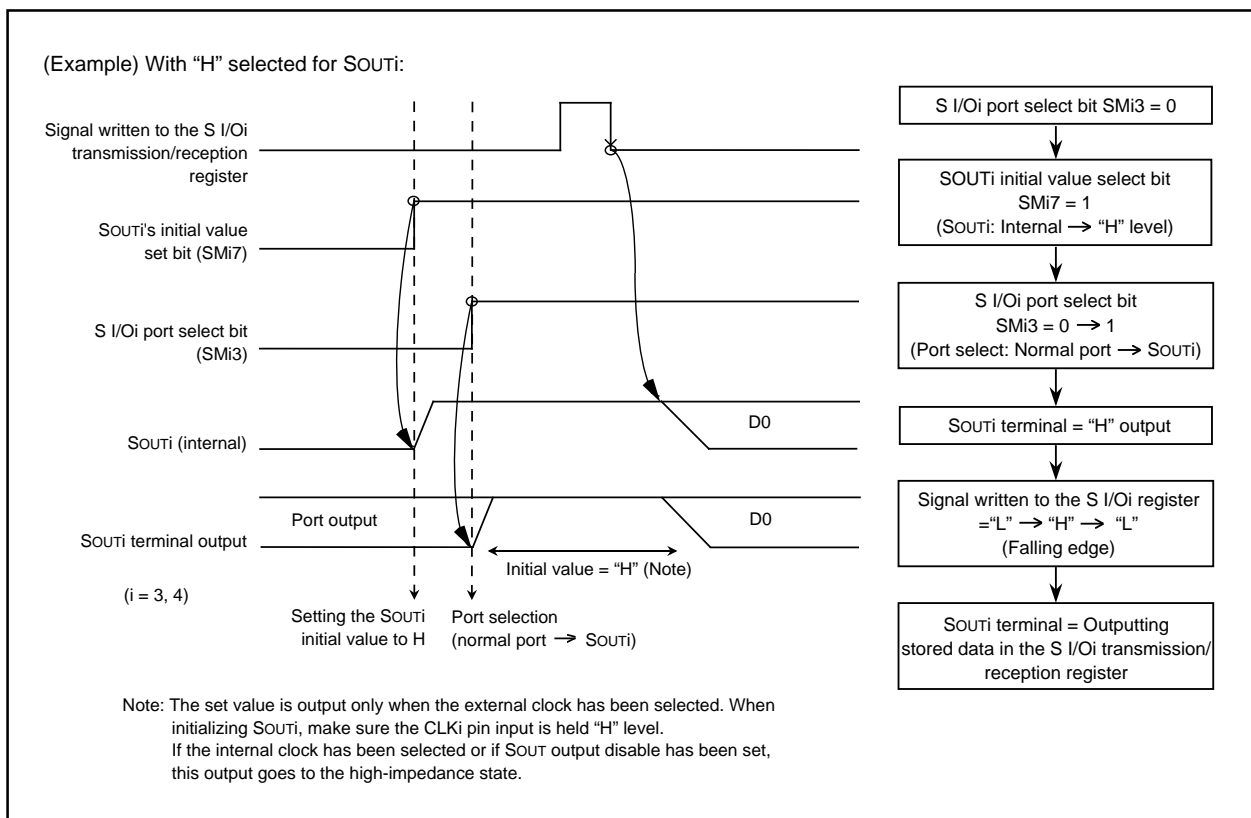 (Example) With “H” selected for SOUTi:
Signal written to the S I/Oi
transmission/reception
register
SOUTi's initial value
set bit (SMi7)
S I/Oi port select bit
(SMi3)
SOUTi (internal)
D0
Port output
D0
SOUTi terminal output
Initial value = “H” (Note)
(i = 3, 4)
Setting the SOUTi
initial value to H
Port selection
(normal port → SOUTi)
S I/Oi port select bit SMi3 = 0
SOUTi initial value select bit
SMi7 = 1
(SOUTi: Internal → “H” level)
S I/Oi port select bit
SMi3 = 0 → 1
(Port select: Normal port → SOUTi)
SOUTi terminal = “H” output
Signal written to the S I/Oi register
=“L” → “H” → “L”
(Falling edge)
SOUTi terminal = Outputting
stored data in the S I/Oi transmission/
reception register
Note: The set value is output only when the external clock has been selected. When
initializing SOUTi, make sure the CLKi pin input is held “H” level.
If the internal clock has been selected or if SOUT output disable has been set,
this output goes to the high-impedance state.